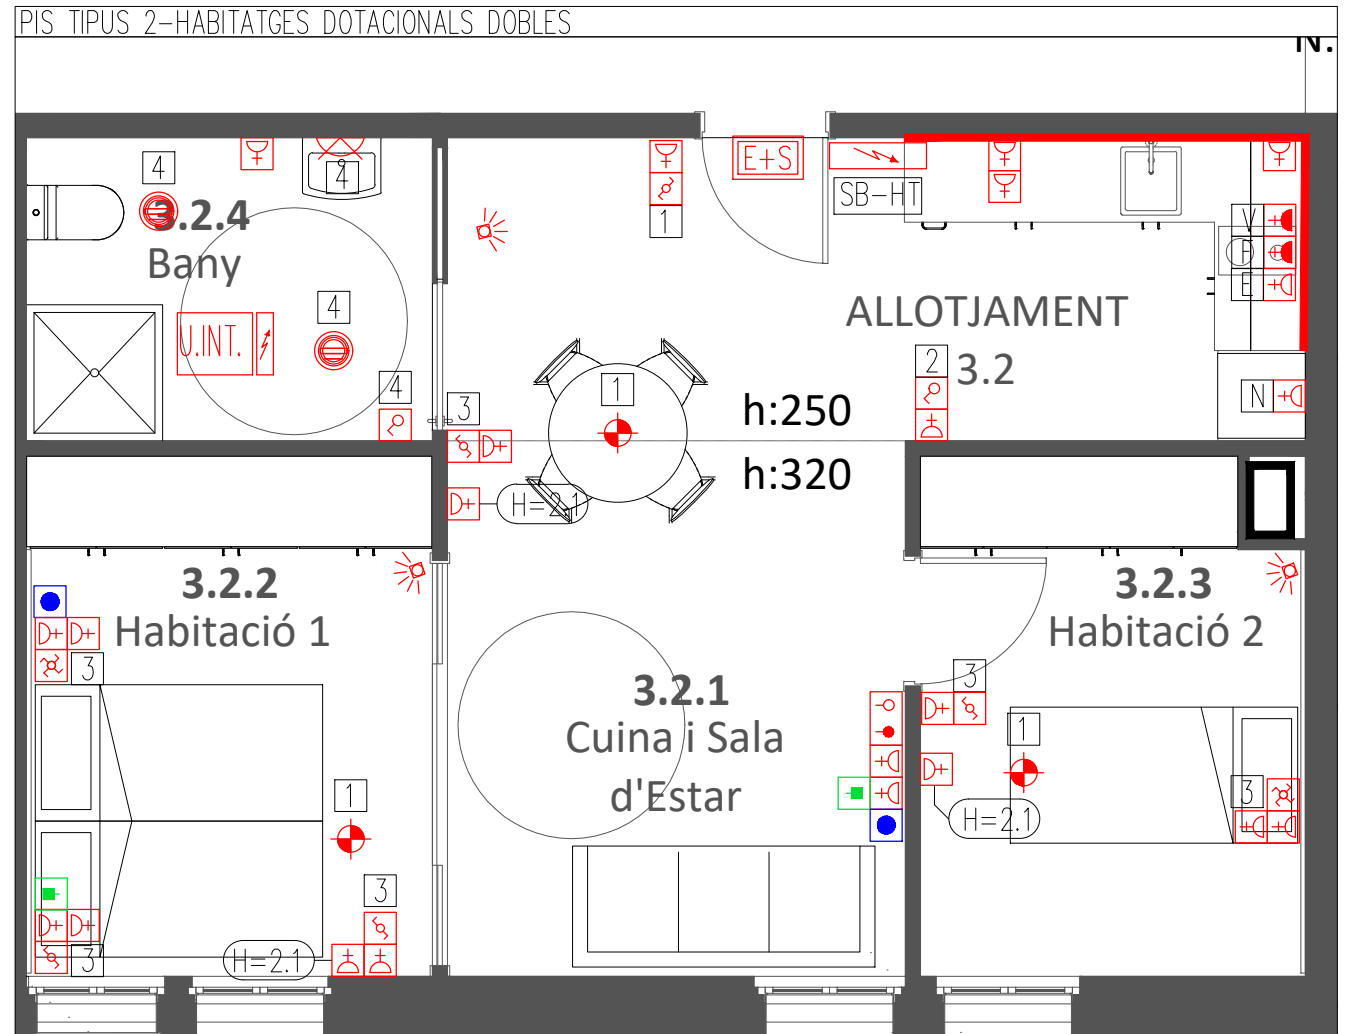 PIS TIPUS 2-HABITATGES DOTACIONALS DOBLES
N.
4
4
E+S
SB-HT
1
3.2.4
Bany
V
F
E
4
U.INT.
ALLOTJAMENT
3.2
2
N
4
3
1
h:250
h:320
H=2.1
3.2.2
Habitació 1
3
3.2.3
Habitació 2
3
3.2.1
Cuina i Sala
d'Estar
1
3
H=2.1
1
3
H=2.1
3